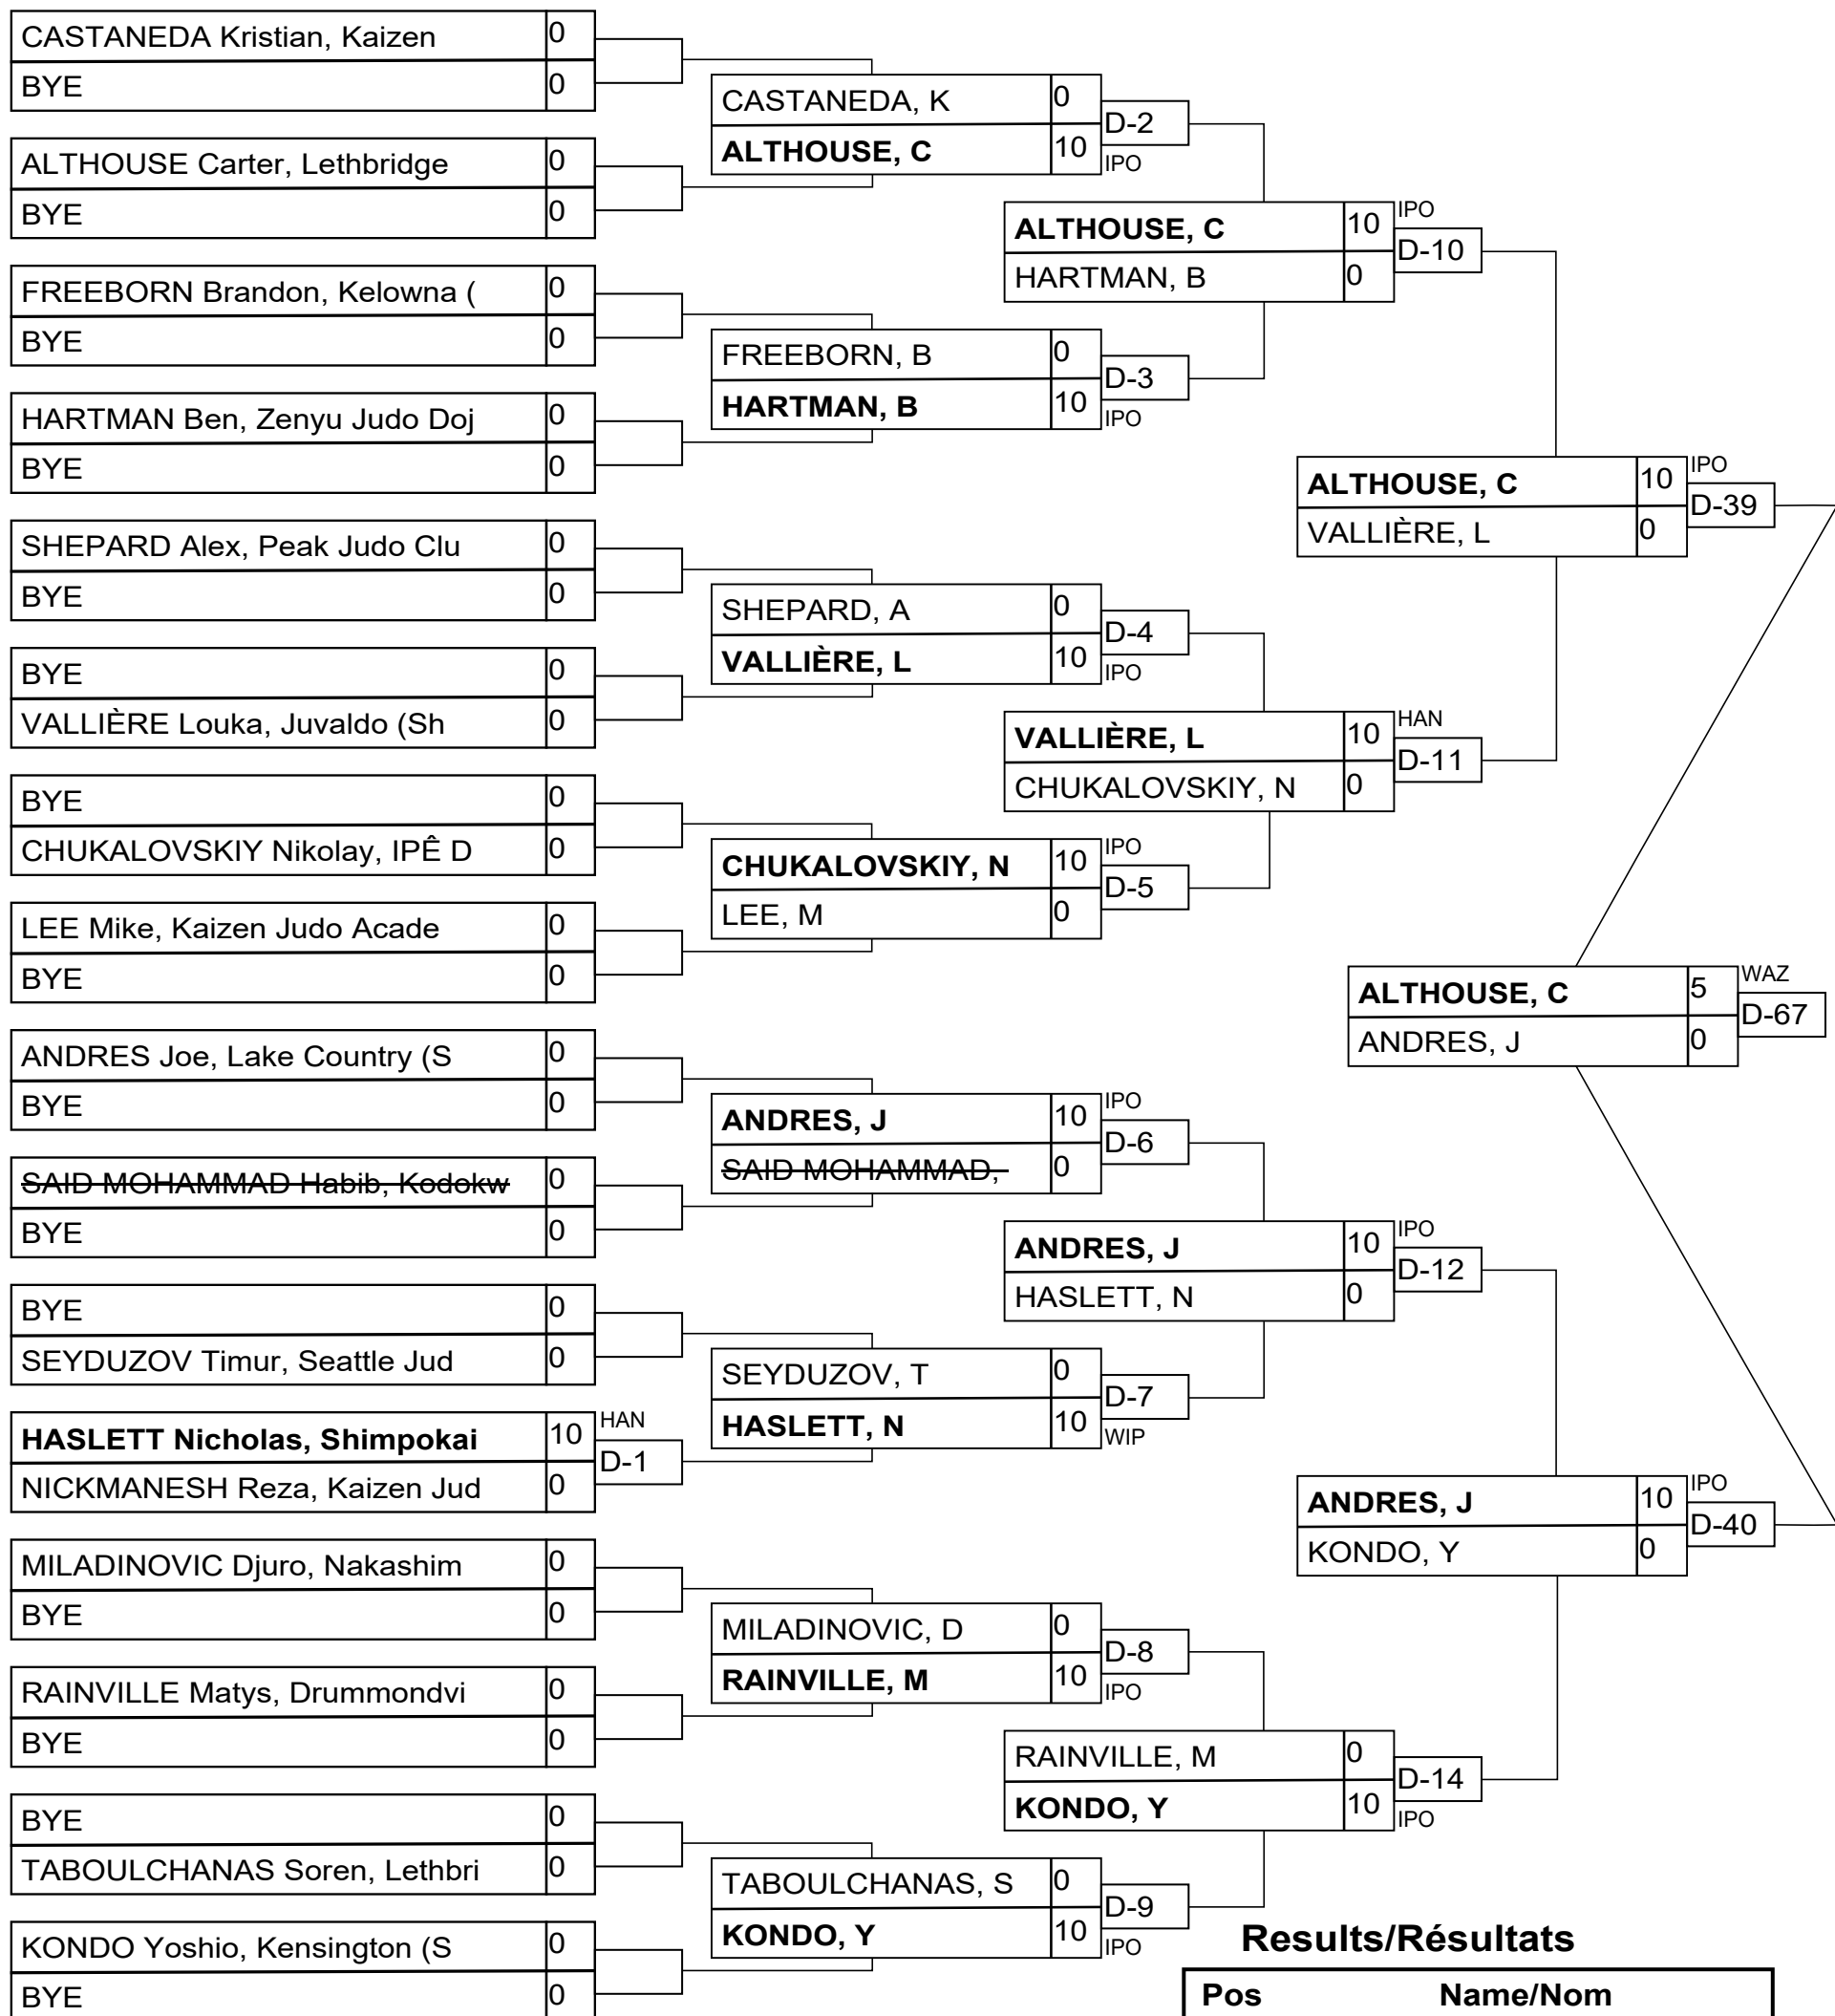 CASTANEDA Kristian, Kaizen 0
BYE 0
ALTHOUSE Carter, Lethbridge 0
BYE 0
FREEBORN Brandon, Kelowna ( 0
BYE 0
HARTMAN Ben, Zenyu Judo Doj 0
BYE 0
SHEPARD Alex, Peak Judo Clu 0
BYE 0
BYE 0
VALLIÈRE Louka, Juvaldo (Sh 0
BYE 0
CHUKALOVSKIY Nikolay, IPÊ D 0
LEE Mike, Kaizen Judo Acade 0
BYE 0
ANDRES Joe, Lake Country (S 0
BYE 0
SAID MOHAMMAD Habib, Kodokw 0
BYE 0
BYE 0
SEYDUZOV Timur, Seattle Jud 0
HASLETT Nicholas, Shimpokai 10 HAN
D-1
NICKMANESH Reza, Kaizen Jud 0
MILADINOVIC Djuro, Nakashim 0
BYE 0
RAINVILLE Matys, Drummondvi 0
BYE 0
BYE 0
TABOULCHANAS Soren, Lethbri 0
KONDO Yoshio, Kensington (S 0
BYE 0
CASTANEDA, K 0
D-2
ALTHOUSE, C 10 IPO
FREEBORN, B 0
D-3
HARTMAN, B 10 IPO
SHEPARD, A 0
D-4
VALLIÈRE, L 10 IPO
CHUKALOVSKIY, N 10 IPO
D-5
LEE, M 0
ANDRES, J 10 IPO
D-6
SAID MOHAMMAD, 0
SEYDUZOV, T 0
D-7
HASLETT, N 10 WIP
MILADINOVIC, D 0
D-8
RAINVILLE, M 10 IPO
TABOULCHANAS, S 0
D-9
KONDO, Y 10 IPO
ALTHOUSE, C 10 IPO
D-10
HARTMAN, B 0
VALLIÈRE, L 10 HAN
D-11
CHUKALOVSKIY, N 0
ANDRES, J 10 IPO
D-12
HASLETT, N 0
RAINVILLE, M 0
D-14
KONDO, Y 10 IPO
ALTHOUSE, C 10 IPO
D-39
VALLIÈRE, L 0
ANDRES, J 10 IPO
D-40
KONDO, Y 0
ALTHOUSE, C 5 WAZ
D-67
ANDRES, J 0
Results/Résultats
Pos Name/Nom